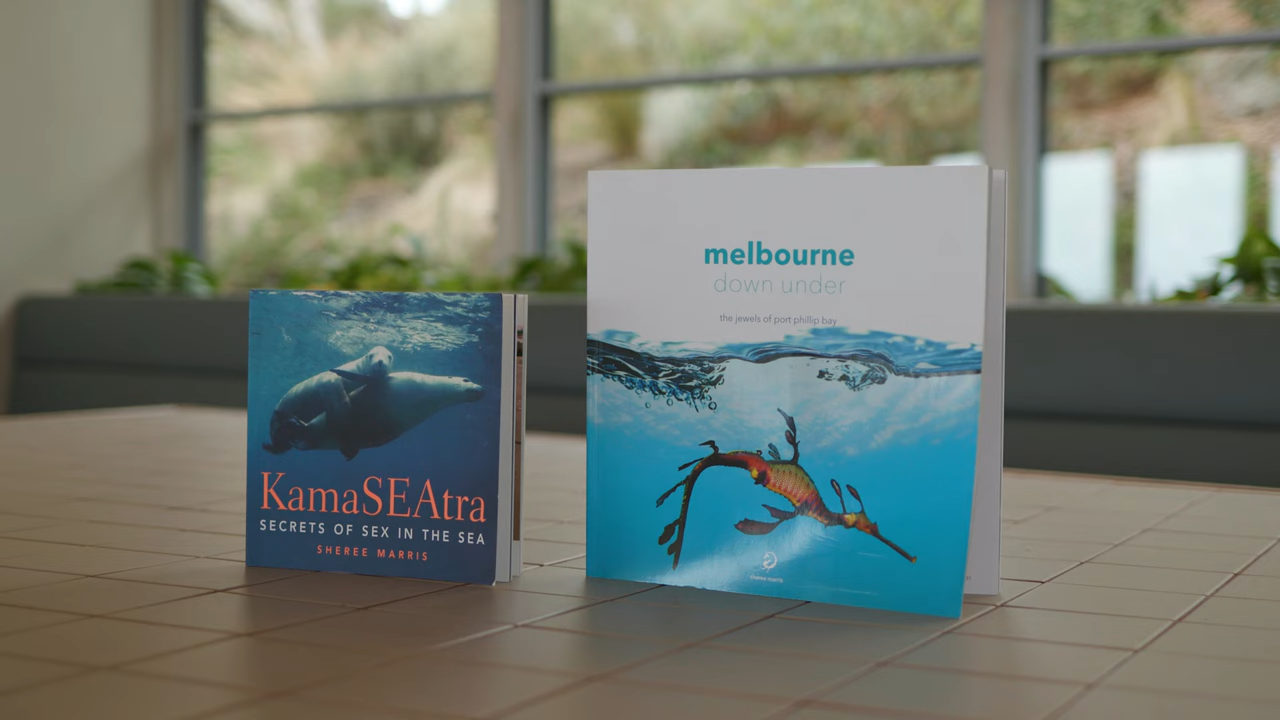 KamaSEAtra
SECRETS OF SEX IN THE SEA
SHEREE MARRIS
melbourne
down under
the jewels of port phillip bay